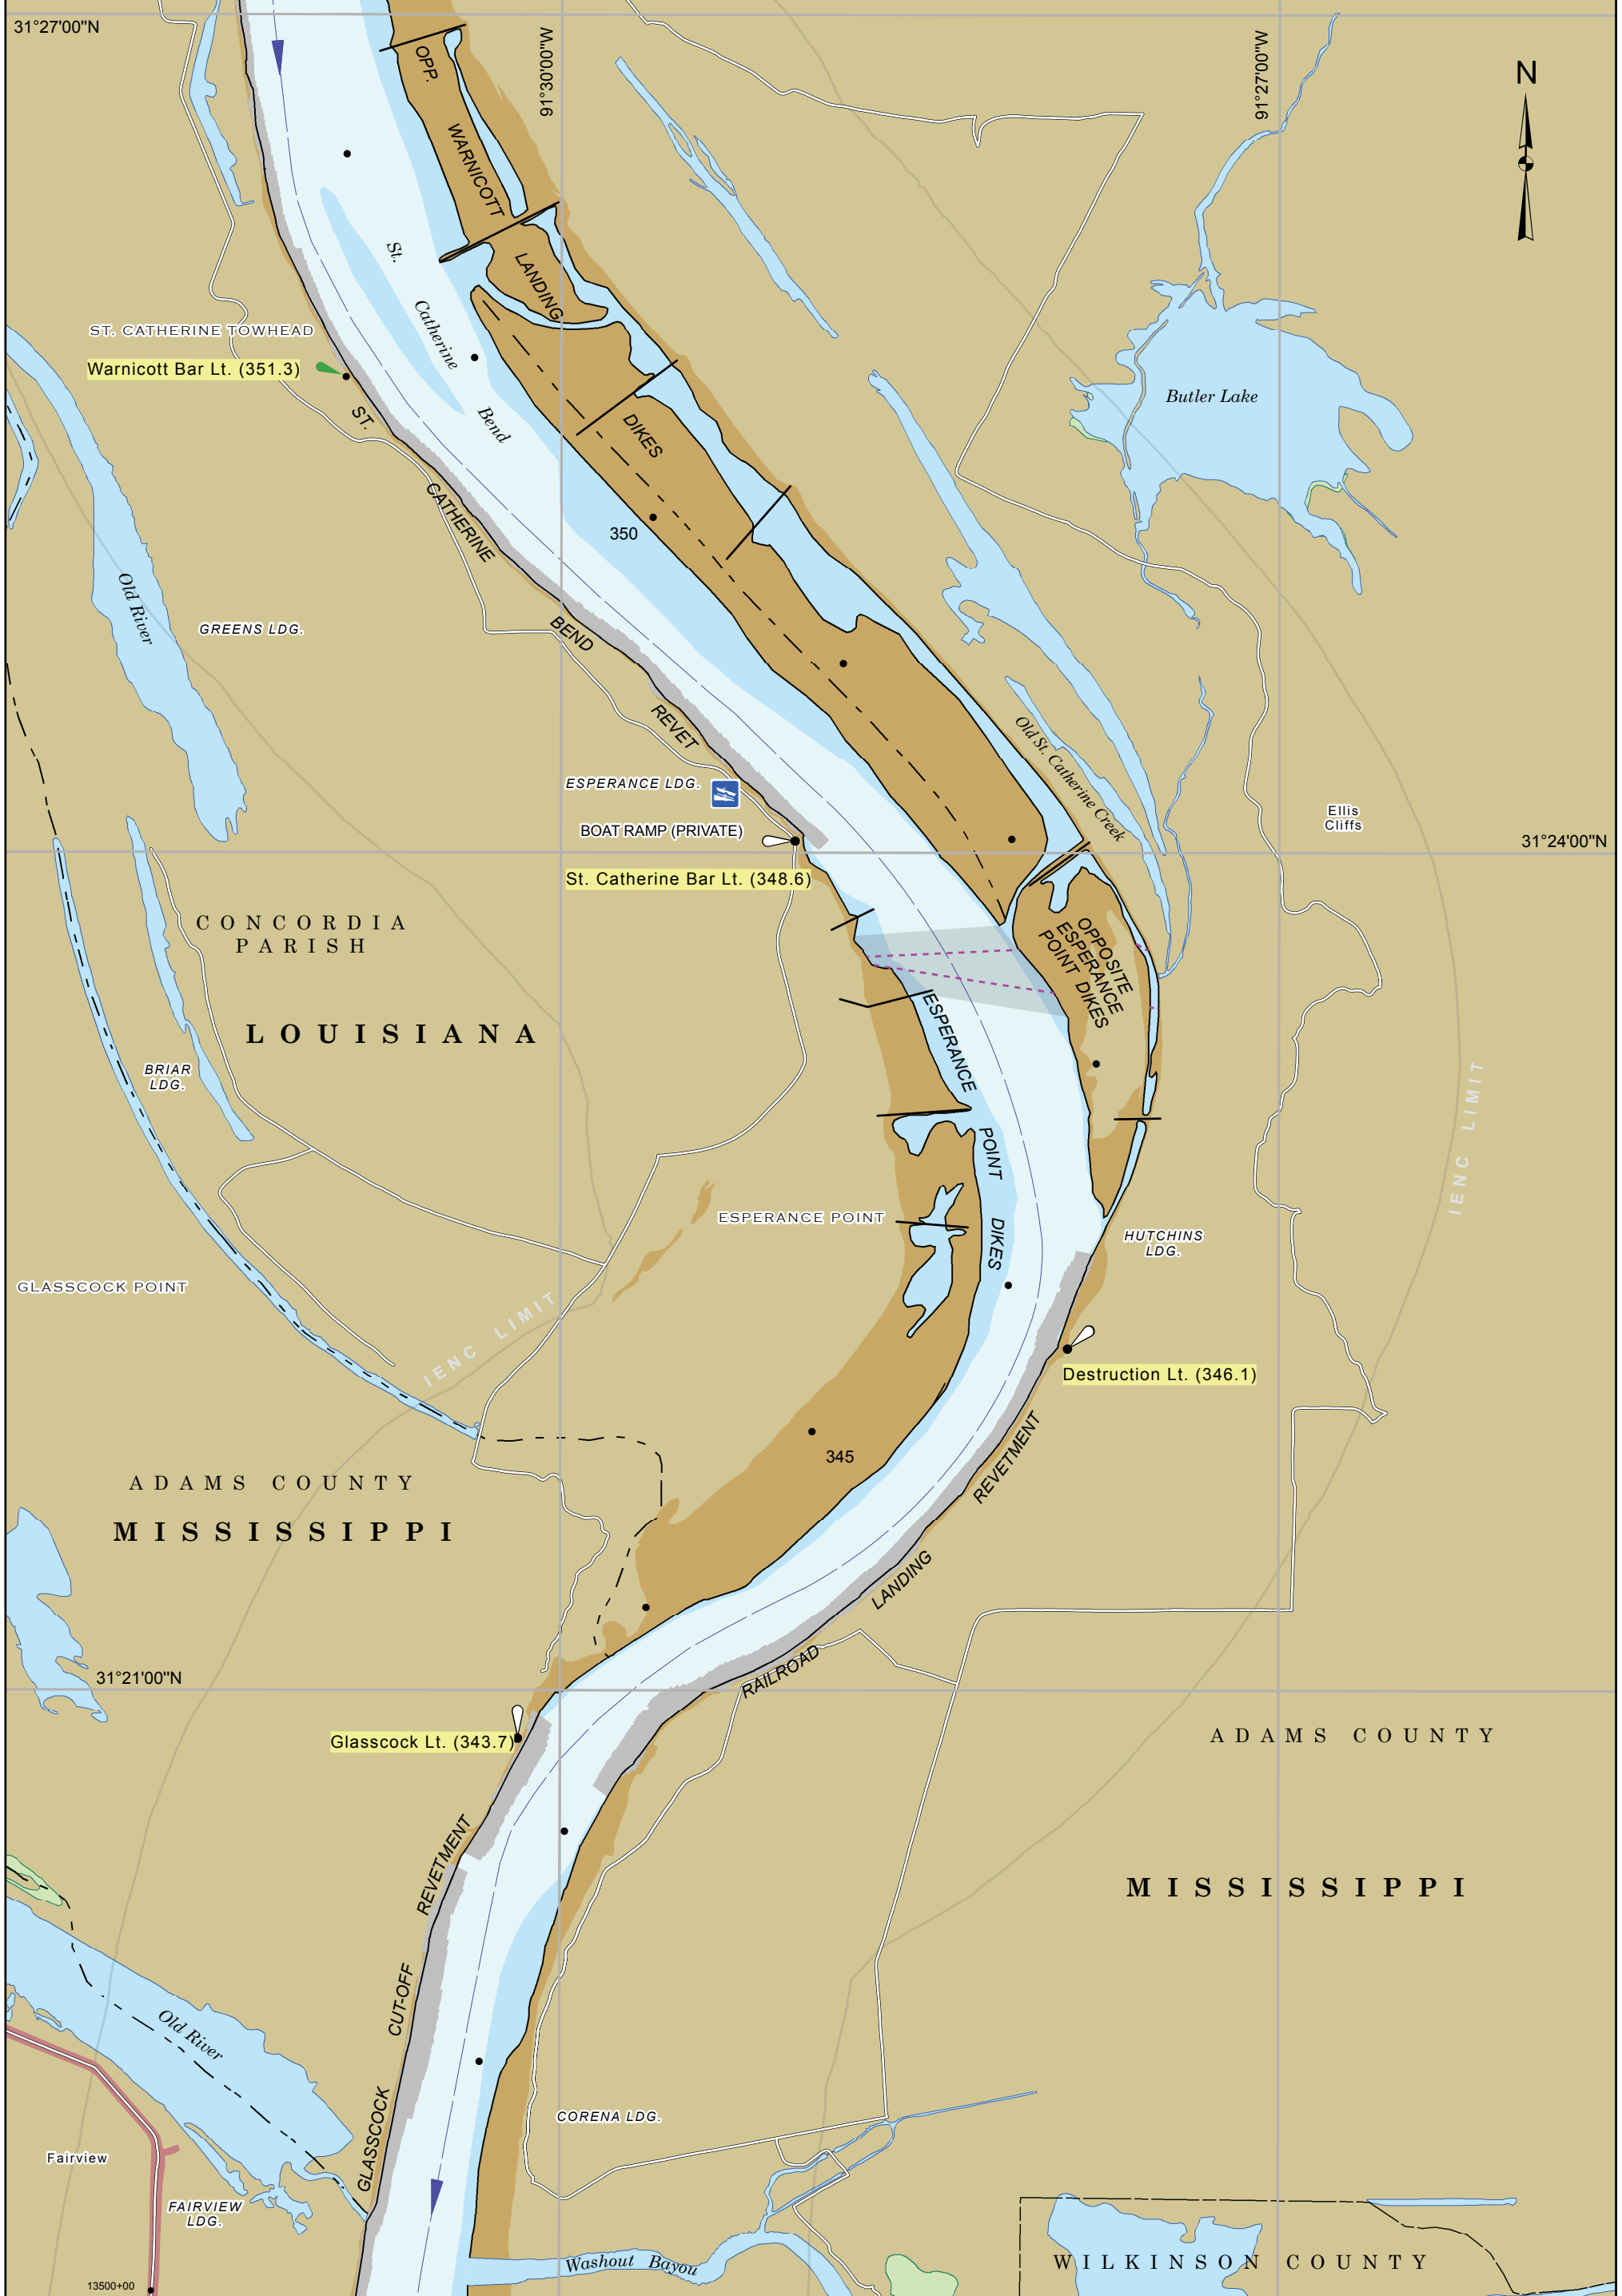 31°27'00"N
91°30'00"W
91°27'00"W
N
OPP.
WARNICOTT
LANDING
DIKES
St.
Catherine
Bend
ST. CATHERINE TOWHEAD
Warnicott Bar Lt. (351.3)
ST.
CATHERINE
BEND
REVET
Butler Lake
350
Old River
GREENS LDG.
Old St. Catherine Creek
ESPERANCE LDG.
BOAT RAMP (PRIVATE)
Ellis
Cliffs
31°24'00"N
St. Catherine Bar Lt. (348.6)
CONCORDIA
PARISH
OPPOSITE
ESPERANCE
POINT DIKES
LOUISIANA
ESPERANCE
POINT
DIKES
BRIAR
LDG.
IENC LIMIT
ESPERANCE POINT
HUTCHINS
LDG.
GLASSCOCK POINT
IENC LIMIT
Destruction Lt. (346.1)
345
ADAMS COUNTY
MISSISSIPPI
REVETMENT
LANDING
RAILROAD
31°21'00"N
Glasscock Lt. (343.7)
ADAMS COUNTY
MISSISSIPPI
REVETMENT
CUT-OFF
GLASSCOCK
Old River
CORENA LDG.
Fairview
FAIRVIEW
LDG.
Washout Bayou
WILKINSON COUNTY
13500+00